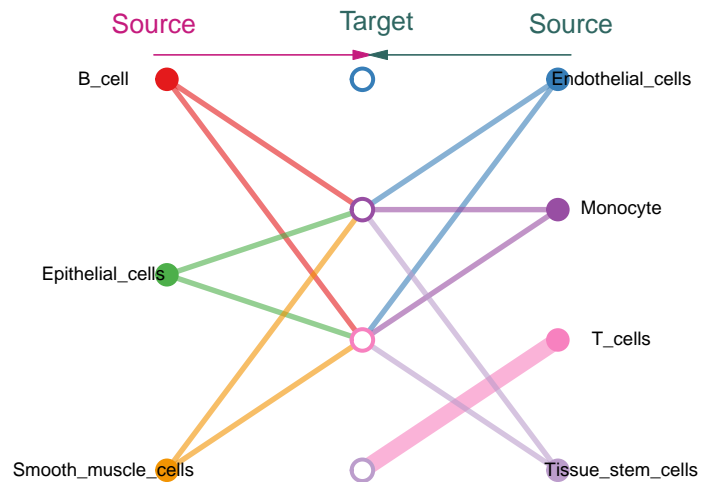 Source
Target
Source
B_cell
Endothelial_cells
Monocyte
Epithelial_cells
T_cells
Smooth_muscle_cells
Tissue_stem_cells